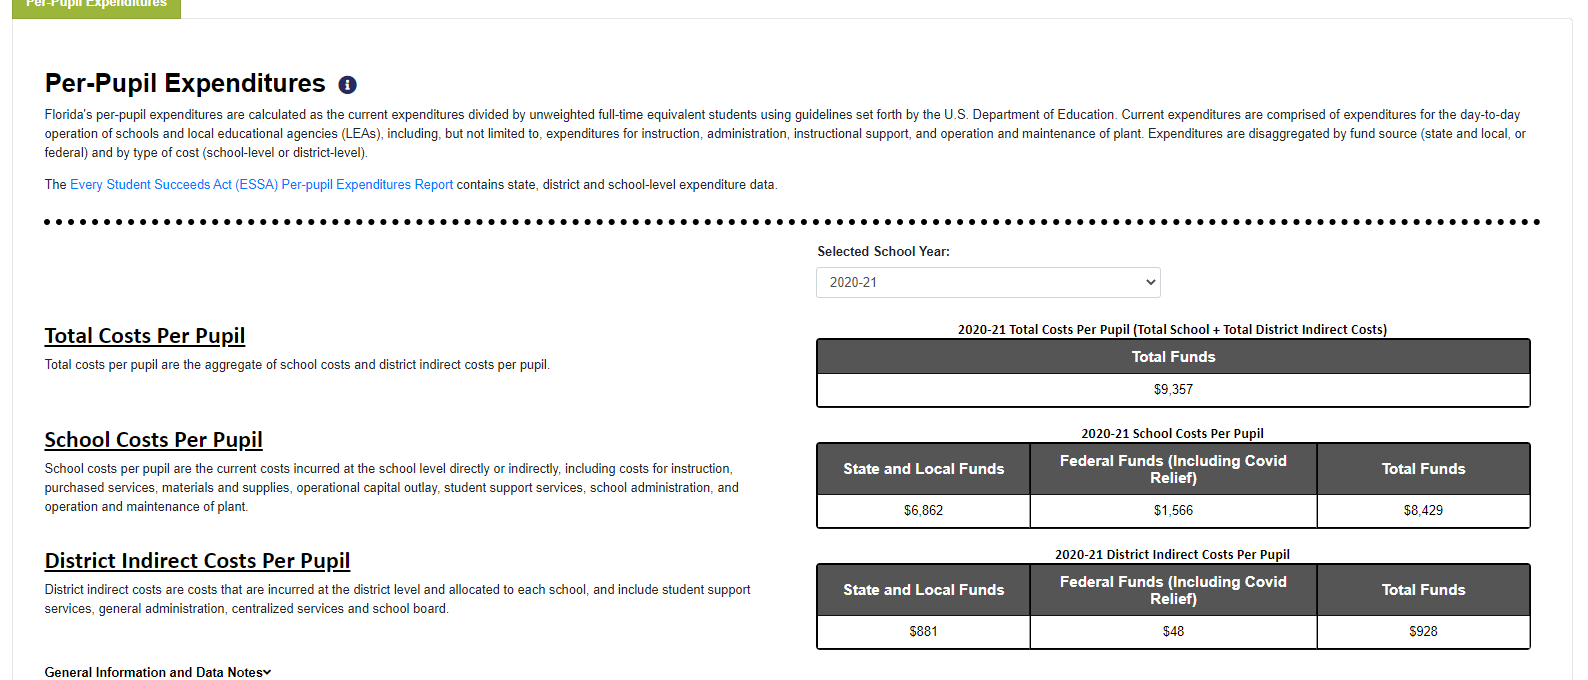 Per-Pupil Expenditures
Per-Pupil Expenditures
Florida's per-pupil expenditures are calculated as the current expenditures divided by unweighted full-time equivalent students using guidelines set forth by the U.S. Department of Education. Current expenditures are comprised of expenditures for the day-to-day
operation of schools and local educational agencies (LEAs), including, but not limited to, expenditures for instruction, administration, instructional support, and operation and maintenance of plant. Expenditures are disaggregated by fund source (state and local, or
federal) and by type of cost (school-level or district-level).
The Every Student Succeeds Act (ESSA) Per-pupil Expenditures Report contains state, district and school-level expenditure data.
Selected School Year:
2020-21
Total Costs Per Pupil
Total costs per pupil are the aggregate of school costs and district indirect costs per pupil.
2020-21 Total Costs Per Pupil (Total School + Total District Indirect Costs)
Total Funds
$9,357
School Costs Per Pupil
School costs per pupil are the current costs incurred at the school level directly or indirectly, including costs for instruction,
purchased services, materials and supplies, operational capital outlay, student support services, school administration, and
operation and maintenance of plant.
2020-21 School Costs Per Pupil
State and Local Funds
Federal Funds (Including Covid
Relief)
Total Funds
$6,862
$1,566
$8,429
District Indirect Costs Per Pupil
District indirect costs are costs that are incurred at the district level and allocated to each school, and include student support
services, general administration, centralized services and school board.
2020-21 District Indirect Costs Per Pupil
State and Local Funds
Federal Funds (Including Covid
Relief)
Total Funds
$881
$48
$928
General Information and Data Notes